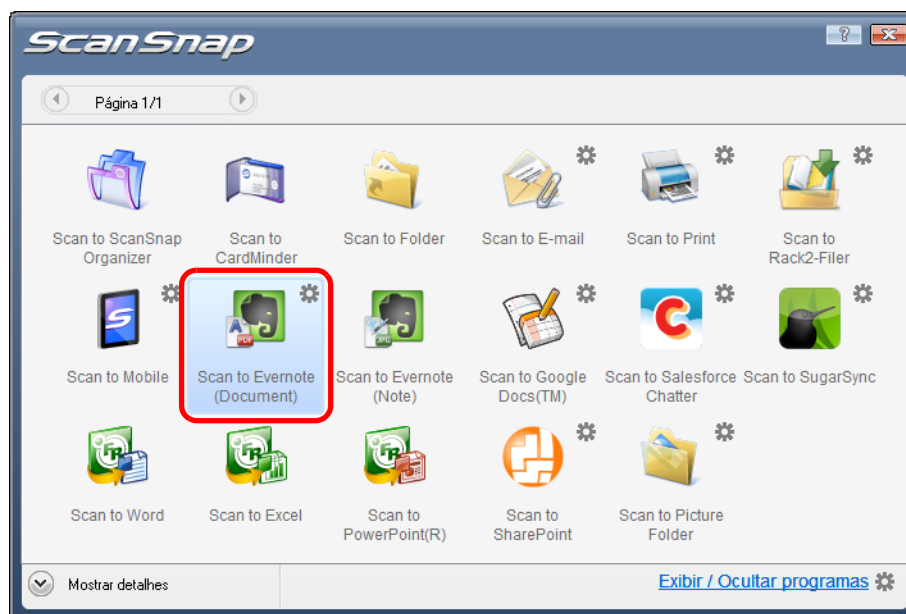 ScanSnap
?
Página 1/1
Scan to ScanSnap
Organizer
Scan to
CardMinder
Scan to Folder
Scan to E-mail
Scan to Print
Scan to
Rack2-Filer
Scan to Mobile
Scan to Evernote
(Document)
Scan to Evernote
(Note)
Scan to Google
Docs(TM)
Scan to Salesforce
Chatter
Scan to SugarSync
Scan to Word
Scan to Excel
Scan to
PowerPoint(R)
Scan to
SharePoint
Scan to Picture
Folder
Mostrar detalhes
Exibir / Ocultar programas